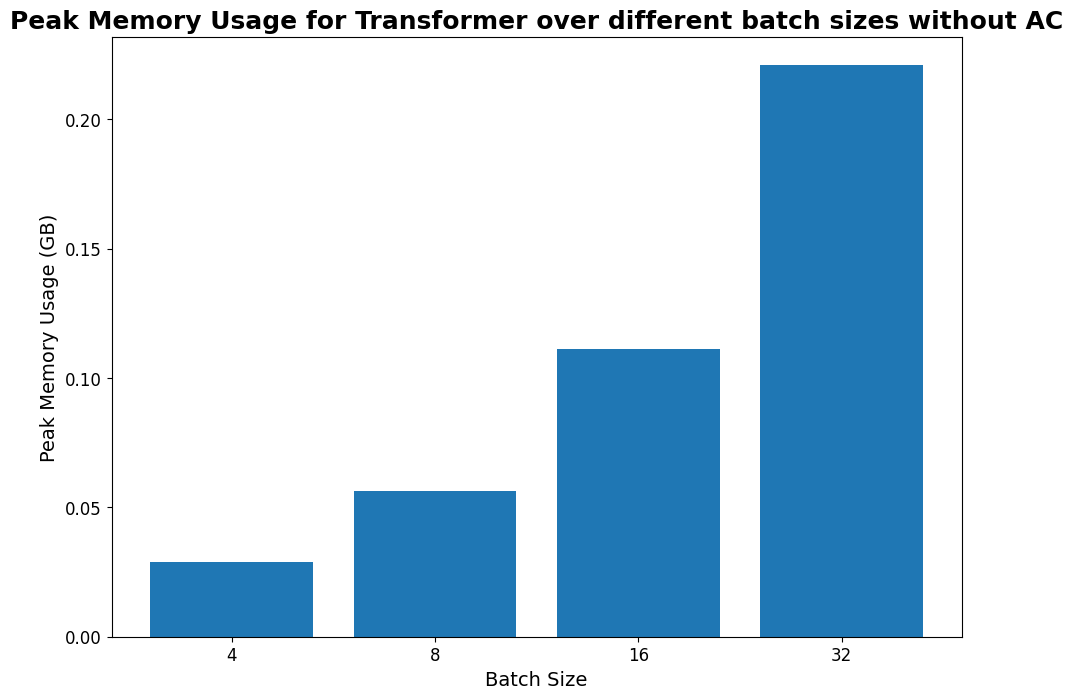 Peak Memory Usage for Transformer over different batch sizes without AC
Peak Memory Usage (GB)
0.20
0.15
0.10
0.05
0.00
4 8 16 32
Batch Size